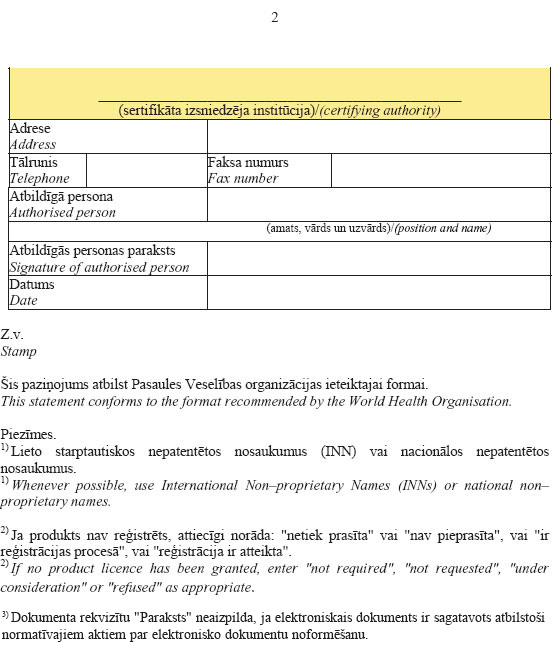 2
(sertifikāta izsniedzēja institūcija)/(certifying authority)
Adrese
Address
Tālrunis
Telephone
Faksa numurs
Fax number
Atbildīgā persona
Authorised person
(amats, vārds un uzvārds)/(position and name)
Atbildīgās personas paraksts
Signature of authorised person
Datums
Date
Z.v.
Stamp
Šis paziņojums atbilst Pasaules Veselības organizācijas ieteiktajai formai.
This statement conforms to the format recommended by the World Health Organisation.
Piezīmes.
1) Lieto starptautiskos nepatentētos nosaukumus (INN) vai nacionālos nepatentētos
nosaukumus.
1) Whenever possible, use International Non–proprietary Names (INNs) or national non–
proprietary names.
2) Ja produkts nav reģistrēts, attiecīgi norāda: "netiek prasīta" vai "nav pieprasīta", vai "ir
reģistrācijas procesā", vai "reģistrācija ir atteikta".
2) If no product licence has been granted, enter "not required", "not requested", "under
consideration" or "refused" as appropriate.
3) Dokumenta rekvizītu "Paraksts" neaizpilda, ja elektroniskais dokuments ir sagatavots atbilstoši
normatīvajiem aktiem par elektronisko dokumentu noformēšanu.